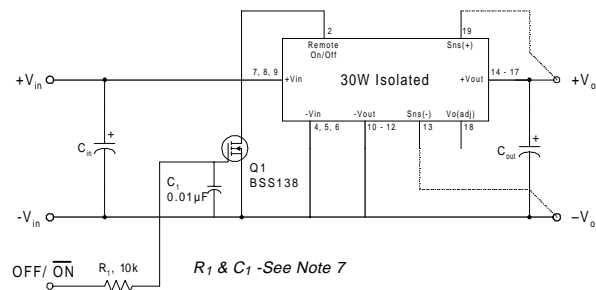 2
19
Remote
On/Off
Sns(+)
+Vin
7, 8, 9
+Vin
30W Isolated
+Vout
14 - 17
+Vo
-Vin
-Vout
Sns(-)
Vo(adj)
4, 5, 6
10 - 12
13
18
Cin
+
Q1
BSS138
C1
0.01µF
+
Cout
-Vin
−Vo
OFF/ ON
R1, 10k
R1 & C1 -See Note 7